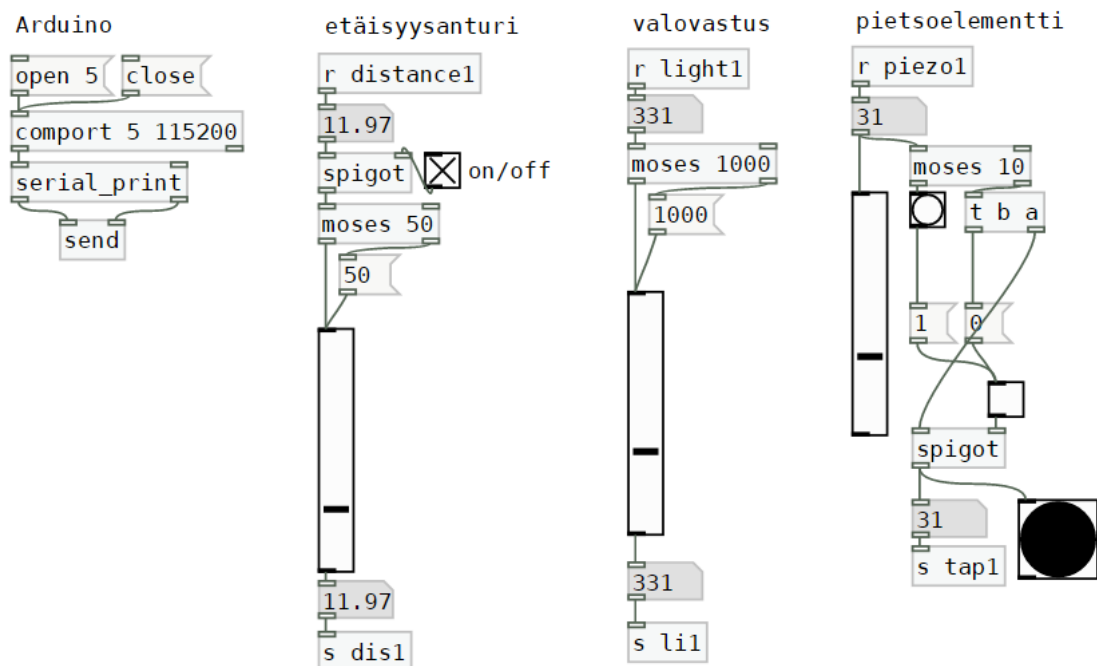 Arduino
open 5
close
comport 5 115200
serial_print
send
etäisyysanturi
r distance1
11.97
spigot
on/off
moses 50
50
11.97
s dis1
valovastus
r light1
331
moses 1000
1000
331
s li1
pietsoelementti
r piezo1
31
moses 10
t b a
1
0
spigot
31
s tap1